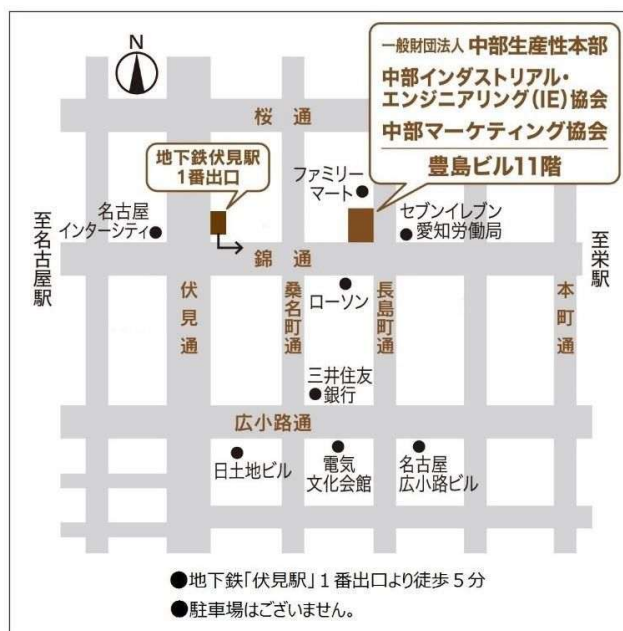 N
一般財団法人 中部生産性本部
中部インダストリアル・
エンジニアリング(IE)協会
中部マーケティング協会
豊島ビル11階
桜通
地下鉄伏見駅
1番出口
ファミリー
マート
名古屋
インターシティ
セブンイレブン
愛知労働局
至名古屋駅
至栄駅
錦通
伏見通
桑名町通
ローソン
長島町通
本町通
三井住友
銀行
広小路通
日土地ビル
電気
文化会館
名古屋
広小路ビル
●地下鉄「伏見駅」1番出口より徒歩5分
●駐車場はございません。